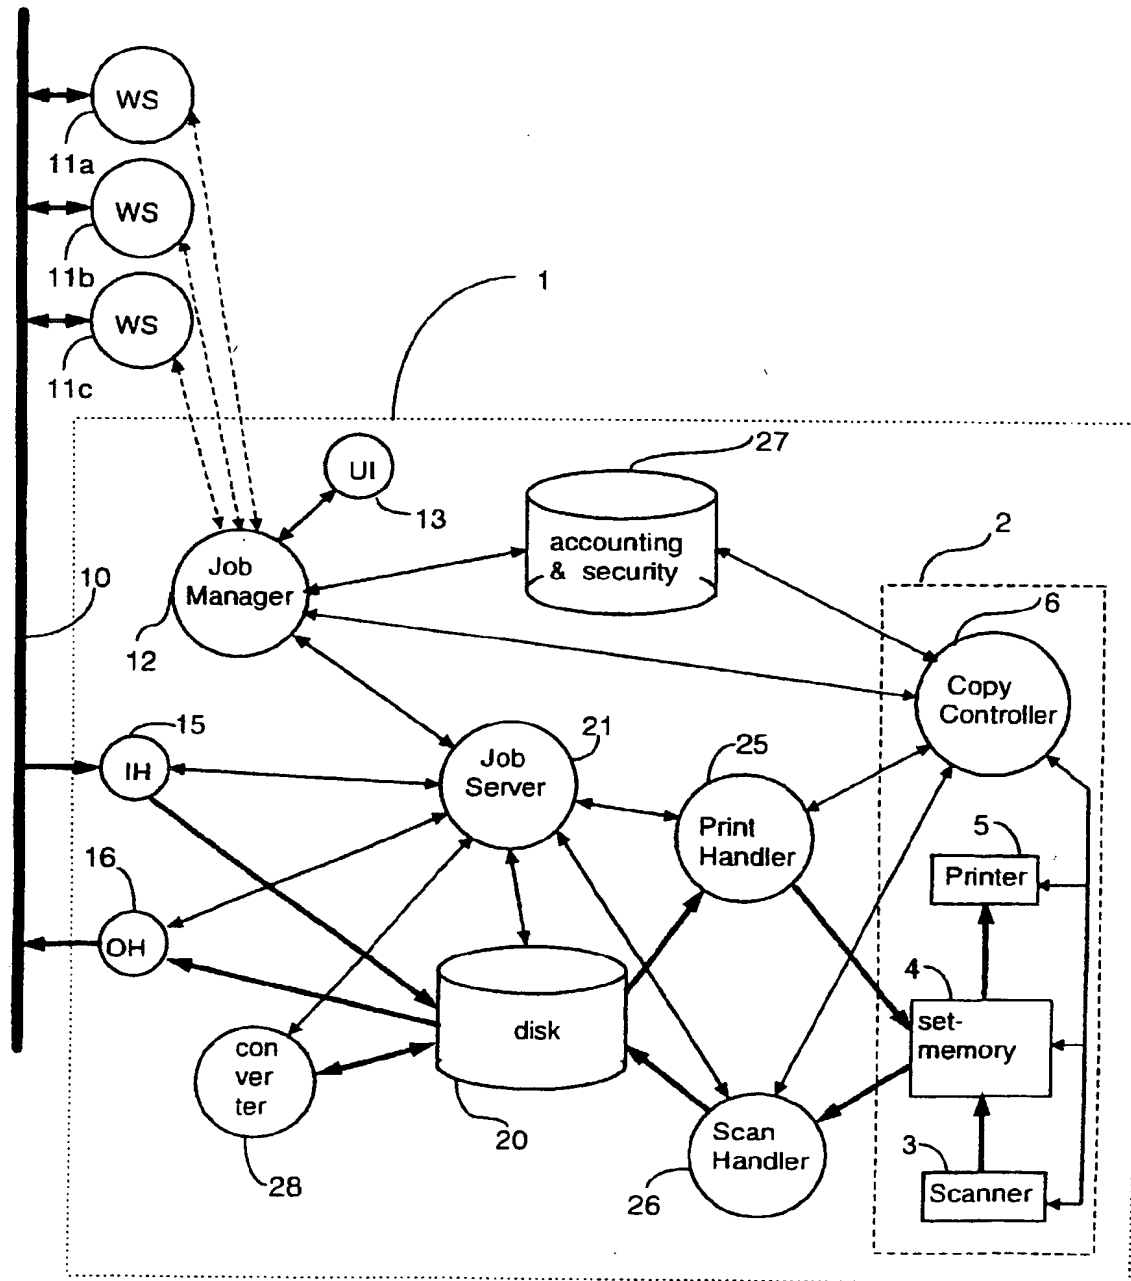 WS
11a
WS
11b
WS
11c
1
27
UI
13
accounting
& security
2
6
Job
Manager
10
12
Copy
Controller
15
IH
Job
Server
21
25
Print
Handler
5
Printer
16
OH
4
set-
memory
disk
20
con
ver
ter
28
Scan
Handler
26
3
Scanner